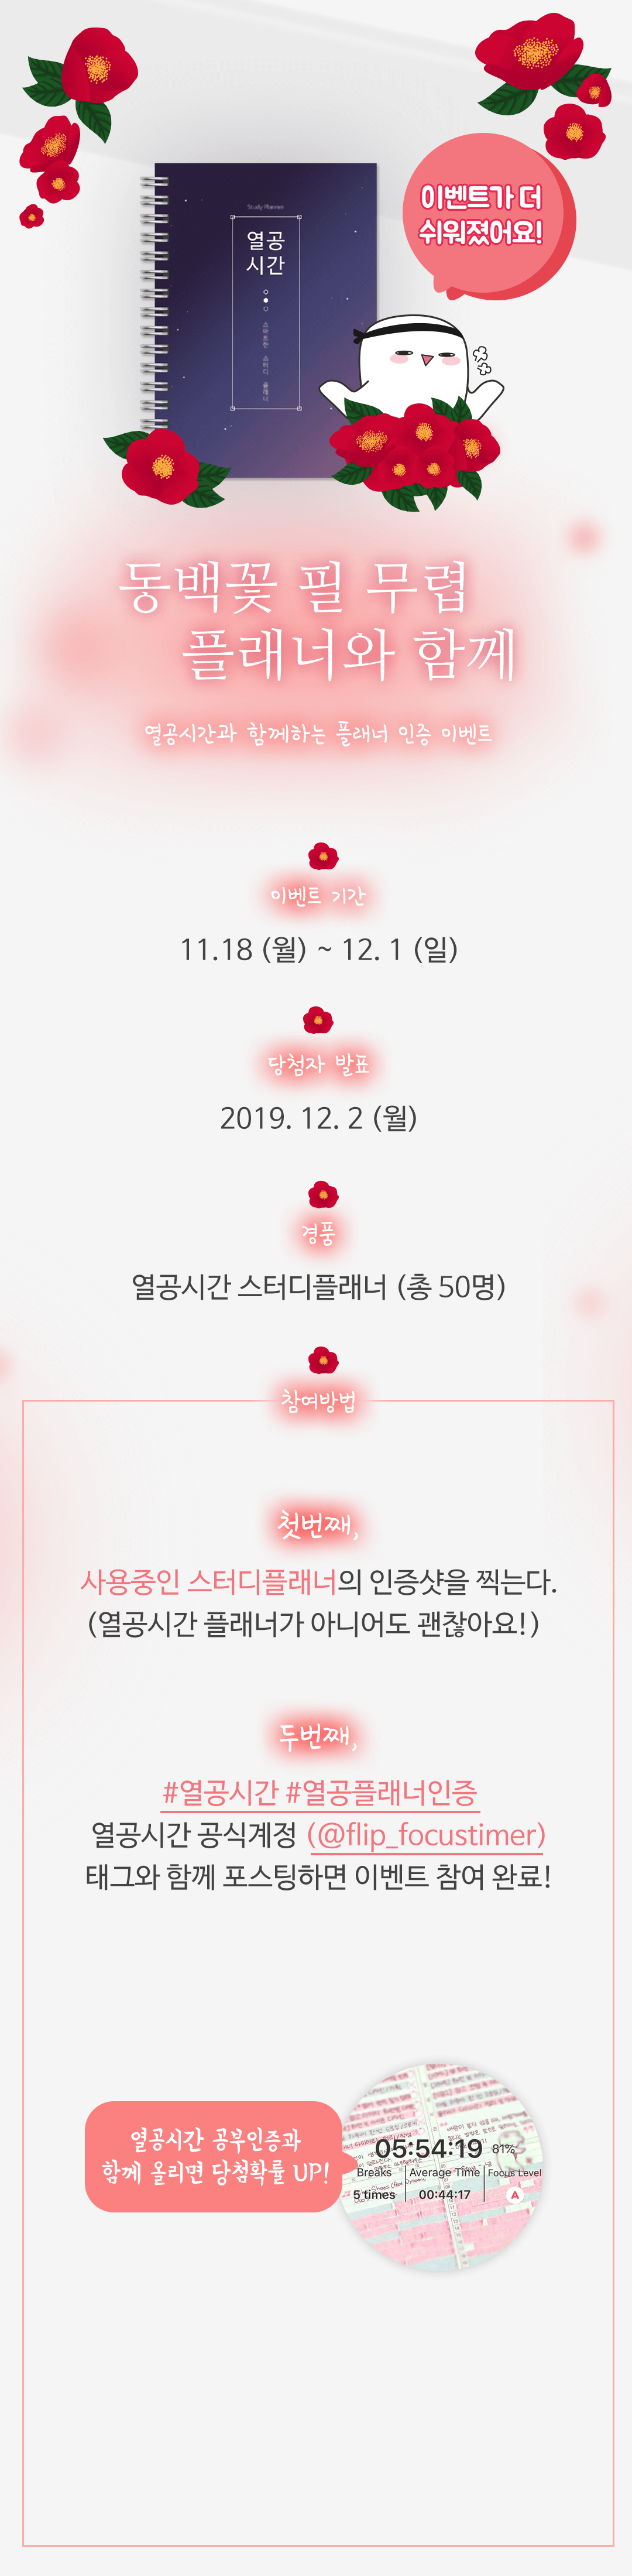 이벤트가 더
쉬워졌어요!
Study Planner
열공
시간
스마트한 스터디 플래너
동백꽃 필 무렵
플래너와 함께
열공시간과 함께하는 플래너 인증 이벤트
이벤트 기간
11.18 (월) ~ 12. 1 (일)
당첨자 발표
2019. 12. 2 (월)
경품
열공시간 스터디플래너 (총 50명)
참여방법
첫번째,
사용중인 스터디플래너의 인증샷을 찍는다.
(열공시간 플래너가 아니어도 괜찮아요!)
두번째,
#열공시간 #열공플래너인증
열공시간 공식계정 (@flip_focustimer)
태그와 함께 포스팅하면 이벤트 참여 완료!
열공시간 공부인증과
함께 올리면 당첨확률 UP!
05:54:19 81%
Breaks Average Time Focus Level
5 times 00:44:17 A